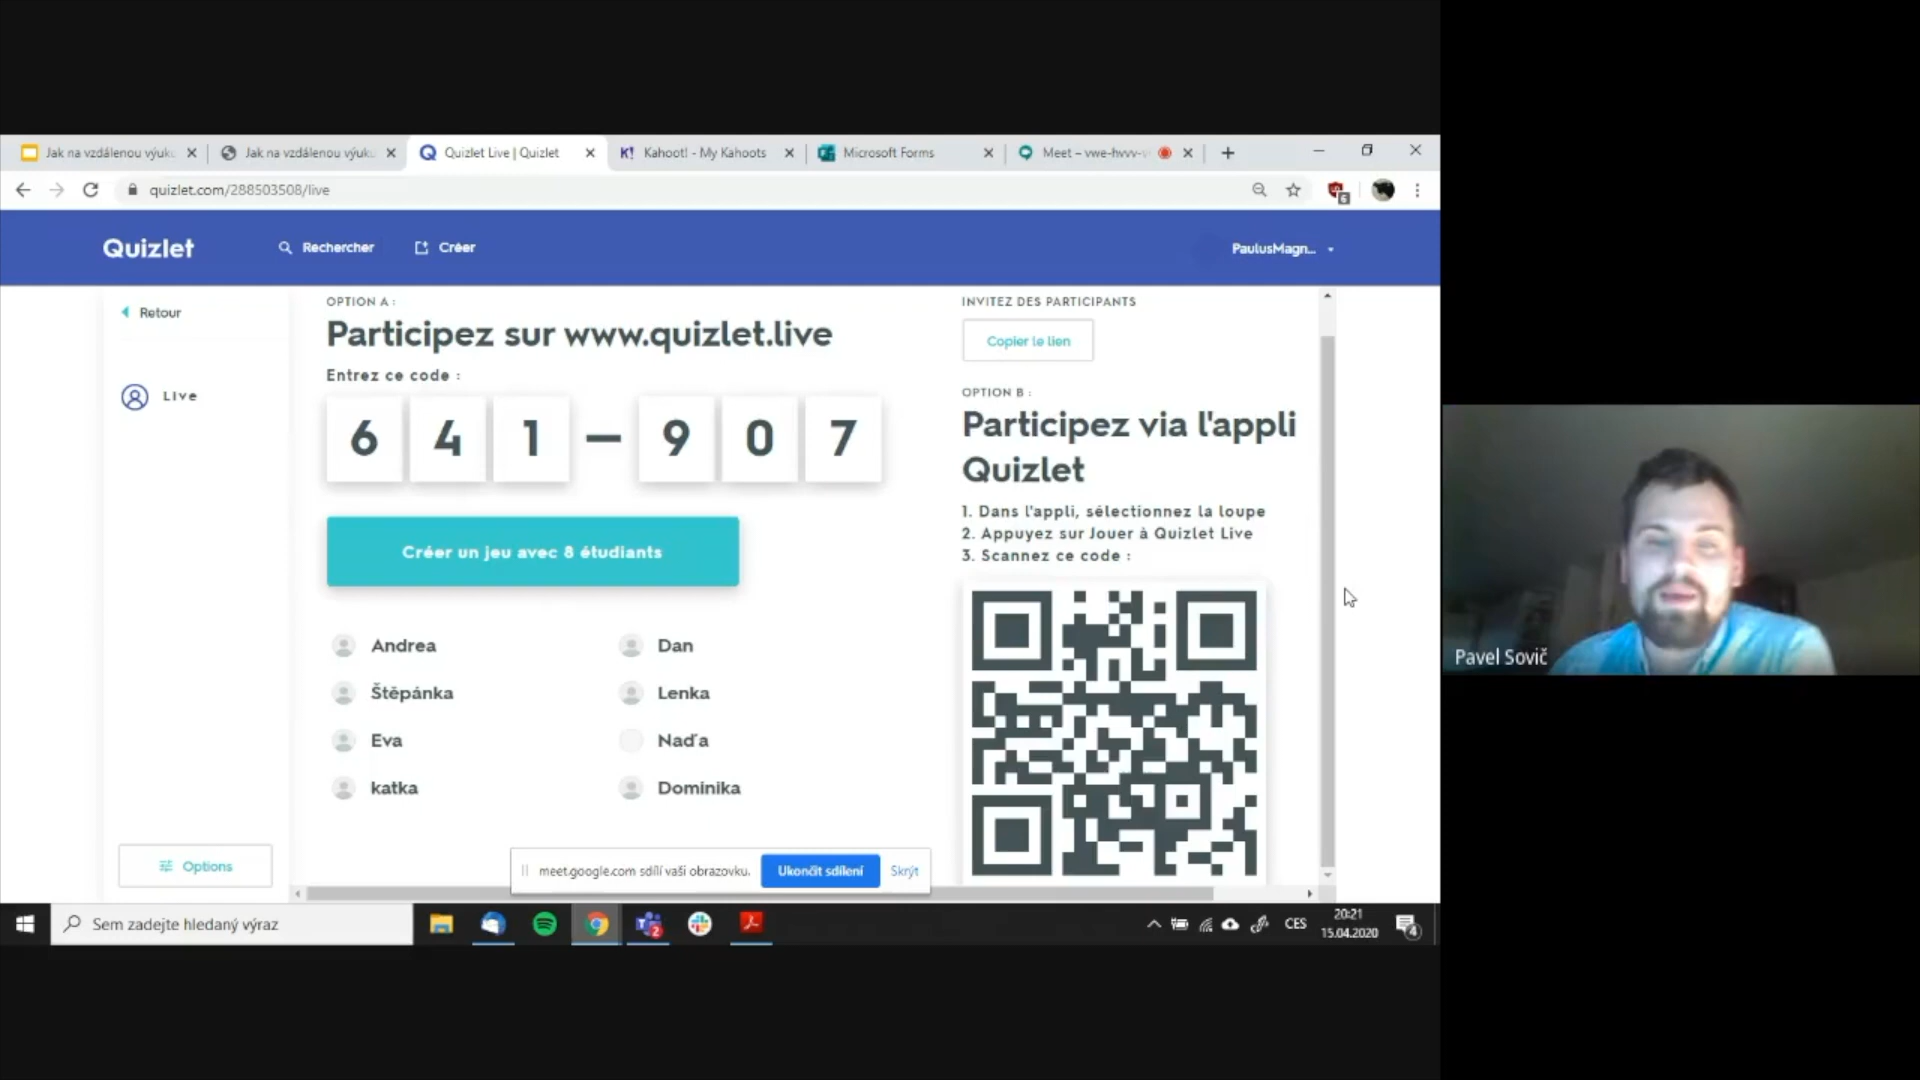 Jak na vzdálenou výuk
Jak na vzdálenou výuk
Quizlet Live | Quizlet
K! Kahoot! - My Kahoots
Microsoft Forms
Meet – vwe-hvvv-v
quizlet.com/288503508/live
Quizlet
Rechercher
Créer
PaulusMagn...
Retour
Live
Options
OPTION A :
Participez sur www.quizlet.live
Entrez ce code :
6 4 1 – 9 0 7
Créer un jeu avec 8 étudiants
Andrea
Dan
Štěpánka
Lenka
Eva
Naďa
katka
Dominika
INVITEZ DES PARTICIPANTS
Copier le lien
OPTION B :
Participez via l'appli
Quizlet
1. Dans l'appli, sélectionnez la loupe
2. Appuyez sur Jouer à Quizlet Live
3. Scannez ce code :
meet.google.com sdílí vaši obrazovku.
Ukončit sdílení
Skrýt
Pavel Sovič
Sem zadejte hledaný výraz
2
CES
20:21
15.04.2020
4